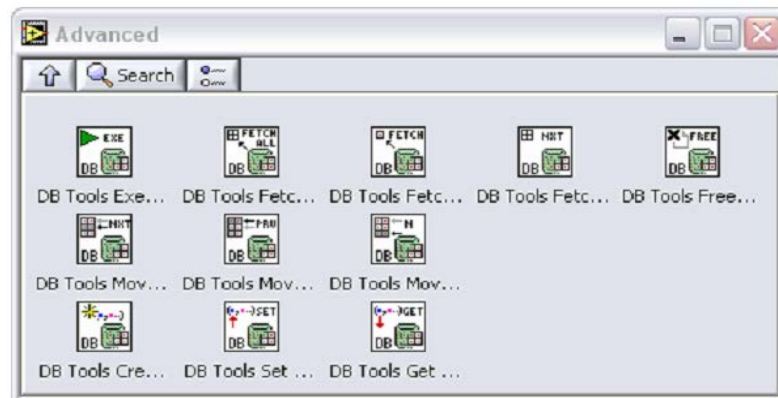 Advanced
Search
EXE FETCH ALL FETCH NXT FREE
DB DB DB DB DB
DB Tools Exe... DB Tools Fetc... DB Tools Fetc... DB Tools Fetc... DB Tools Free...
NXT PRV N
DB DB DB
DB Tools Mov... DB Tools Mov... DB Tools Mov...
SET GET
DB DB DB
DB Tools Cre... DB Tools Set ... DB Tools Get ...